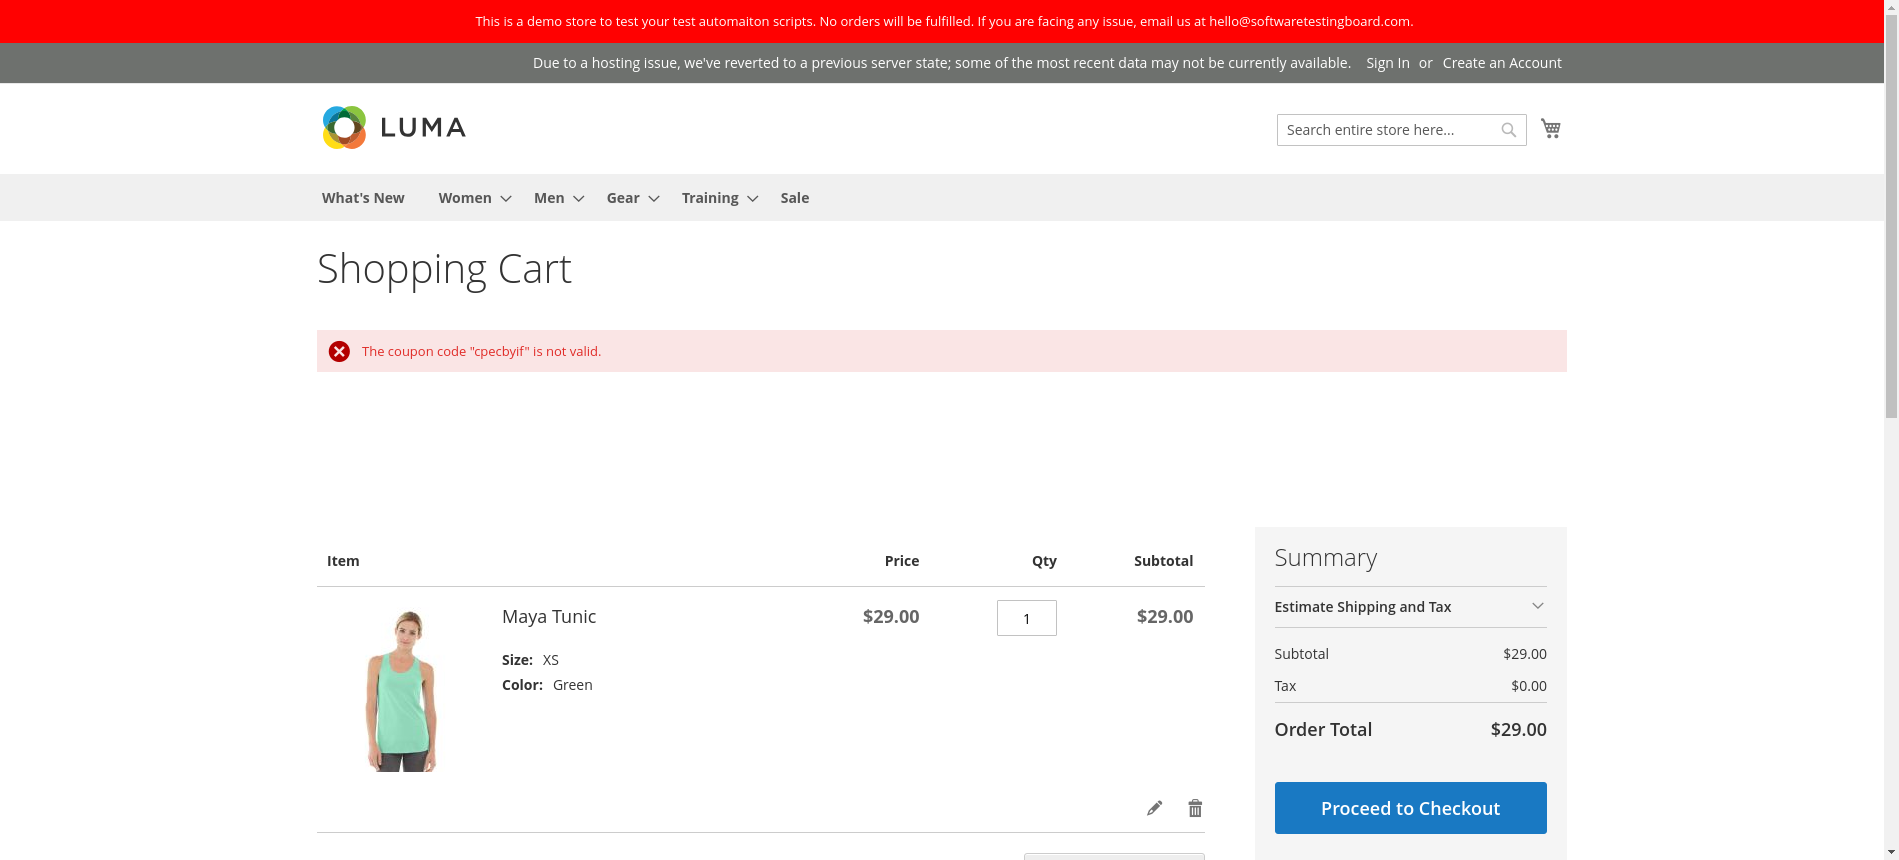 This is a demo store to test your test automaiton scripts. No orders will be fulfilled. If you are facing any issue, email us at hello@softwaretestingboard.com.
Due to a hosting issue, we've reverted to a previous server state; some of the most recent data may not be currently available. Sign In or Create an Account
LUMA
Search entire store here...
What's New Women Men Gear Training Sale
Shopping Cart
The coupon code "cpecbyif" is not valid.
Item Price Qty Subtotal
Maya Tunic $29.00 1 $29.00
Size: XS
Color: Green
Summary
Estimate Shipping and Tax
Subtotal $29.00
Tax $0.00
Order Total $29.00
Proceed to Checkout